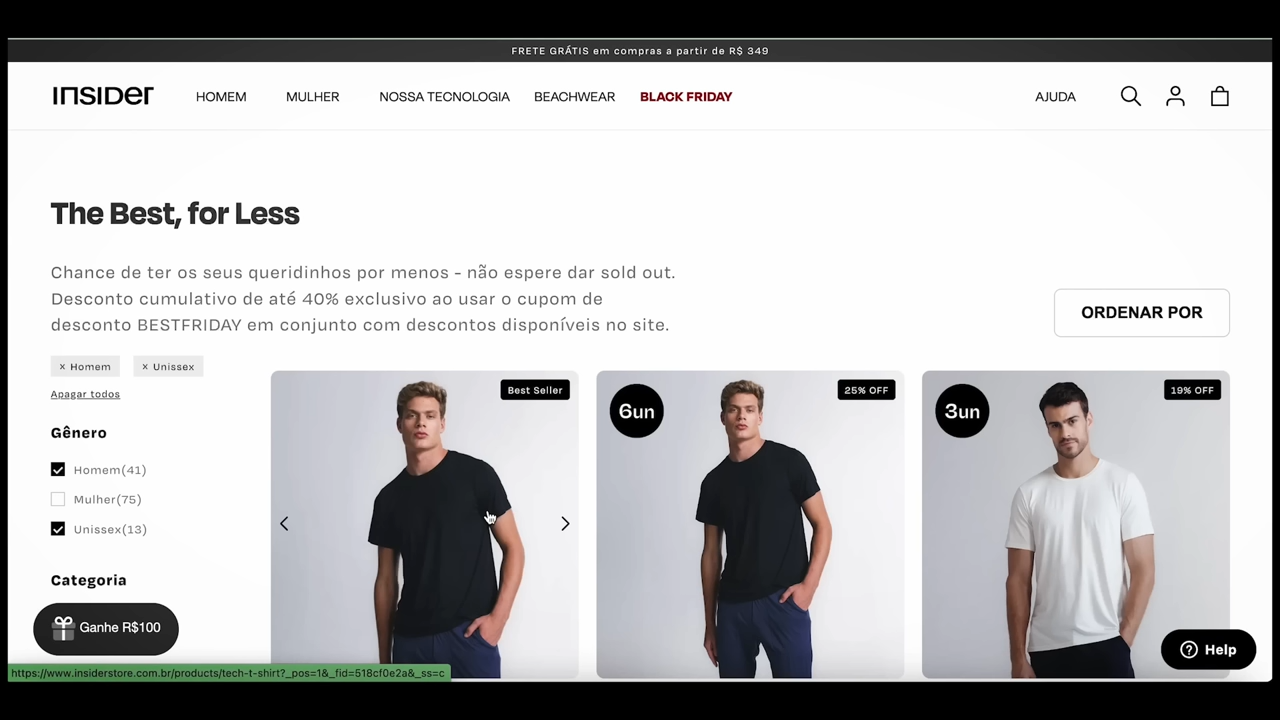 FRETE GRÁTIS em compras a partir de R$ 349
INSIDER
HOMEM
MULHER
NOSSA TECNOLOGIA
BEACHWEAR
BLACK FRIDAY
AJUDA
The Best, for Less
Chance de ter os seus queridinhos por menos - não espere dar sold out.
Desconto cumulativo de até 40% exclusivo ao usar o cupom de
desconto BESTFRIDAY em conjunto com descontos disponíveis no site.
ORDENAR POR
x Homem
x Unissex
Apagar todos
Gênero
Homem(41)
Mulher(75)
Unissex(13)
Categoria
Best Seller
6un
25% OFF
3un
19% OFF
Ganhe R$100
Help
https://www.insiderstore.com.br/products/tech-t-shirt?_pos=1&_fid=518cf0e2a&_ss=c